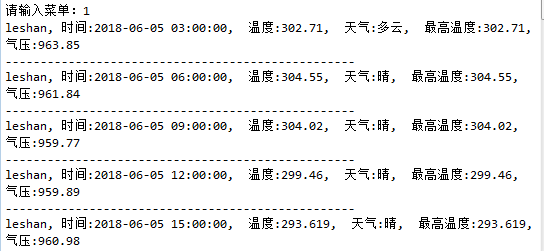 请输入菜单：1
leshan, 时间:2018-06-05 03:00:00,  温度:302.71,  天气:多云,  最高温度:302.71,
气压:963.85
--------------------------------------------------
leshan, 时间:2018-06-05 06:00:00,  温度:304.55,  天气:晴,  最高温度:304.55,
气压:961.84
--------------------------------------------------
leshan, 时间:2018-06-05 09:00:00,  温度:304.02,  天气:晴,  最高温度:304.02,
气压:959.77
--------------------------------------------------
leshan, 时间:2018-06-05 12:00:00,  温度:299.46,  天气:晴,  最高温度:299.46,
气压:959.89
--------------------------------------------------
leshan, 时间:2018-06-05 15:00:00,  温度:293.619,  天气:晴,  最高温度:293.619,
气压:960.98